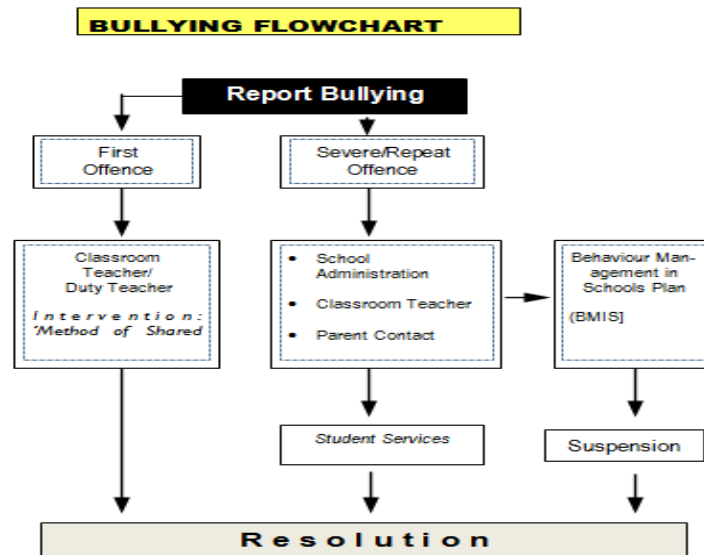 BULLYING FLOWCHART
Report Bullying
First
Offence
Severe/Repeat
Offence
Classroom
Teacher/
Duty Teacher
Intervention:
‘Method of Shared
• School
Administration
• Classroom Teacher
• Parent Contact
Behaviour Man-
agement in
Schools Plan
(BMIS]
Student Services
Suspension
Resolution